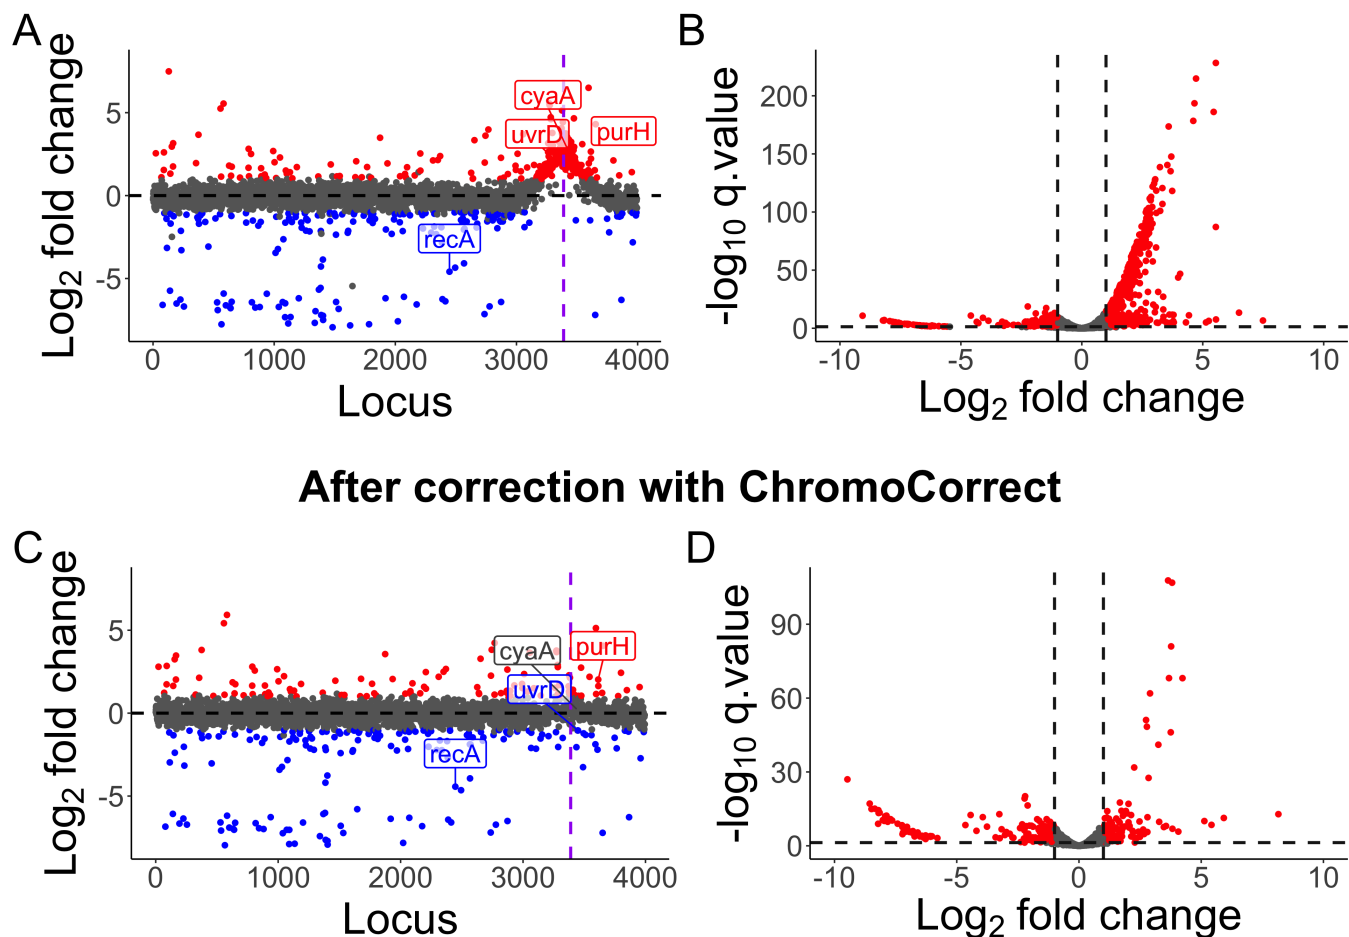 A
Log2 fold change
5
0
-5
cyaA
uvrD
purH
recA
0 1000 2000 3000 4000
Locus
B
-log10 q.value
200
150
100
50
0
-10 -5 0 5 10
Log2 fold change
After correction with ChromoCorrect
C
Log2 fold change
5
0
-5
cyaA
purH
uvrD
recA
0 1000 2000 3000 4000
Locus
D
-log10 q.value
90
60
30
0
-10 -5 0 5 10
Log2 fold change